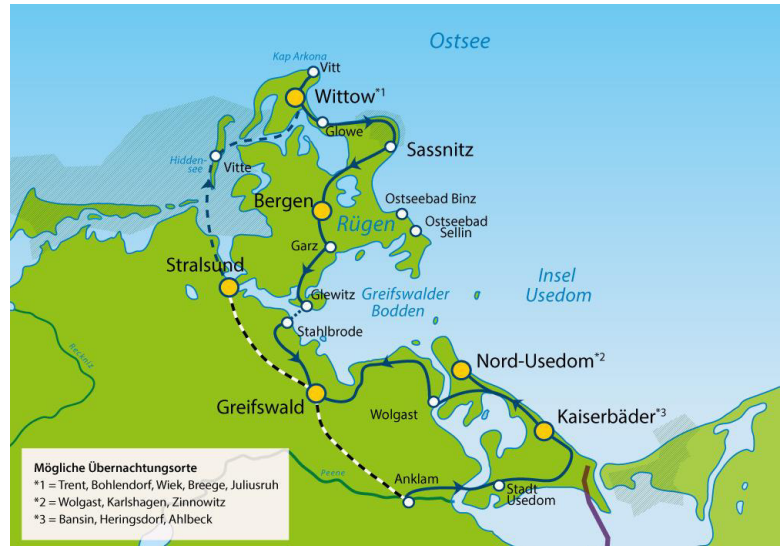 Ostsee
Kap Arkona
Vitt
Wittow*1
Glowe
Sassnitz
Hidden-
see
Vitte
Bergen
Rügen
Ostseebad Binz
Ostseebad
Sellin
Garz
Stralsund
Glewitz
Greifswalder
Bodden
Insel
Usedom
Stahlbrode
Recknitz
Nord-Usedom*2
Greifswald
Wolgast
Kaiserbäder*3
Anklam
Peene
Stadt
Usedom
Mögliche Übernachtungsorte
*1 = Trent, Bohlendorf, Wiek, Breege, Juliusruh
*2 = Wolgast, Karlshagen, Zinnowitz
*3 = Bansin, Heringsdorf, Ahlbeck